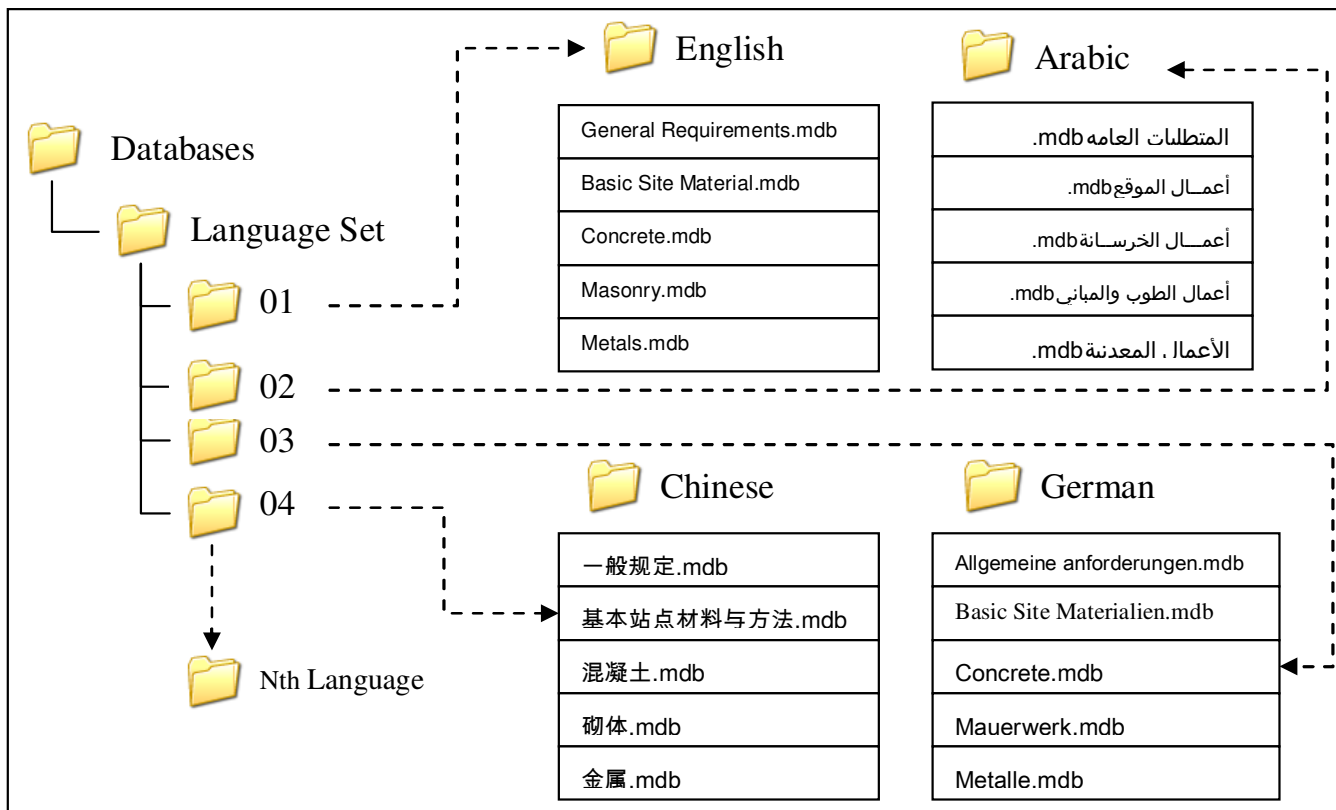 Databases
Language Set
01
02
03
04
Nth Language
English
General Requirements.mdb
Basic Site Material.mdb
Concrete.mdb
Masonry.mdb
Metals.mdb
Arabic
المتطلبات العامه mdb.
أعمــال الموقع mdb.
أعمـــال الخرســانة mdb.
أعمال الطوب والمباني mdb.
الأعمال المعدنية mdb.
Chinese
一般规定.mdb
基本站点材料与方法.mdb
混凝土.mdb
砌体.mdb
金属.mdb
German
Allgemeine anforderungen.mdb
Basic Site Materialien.mdb
Concrete.mdb
Mauerwerk.mdb
Metalle.mdb